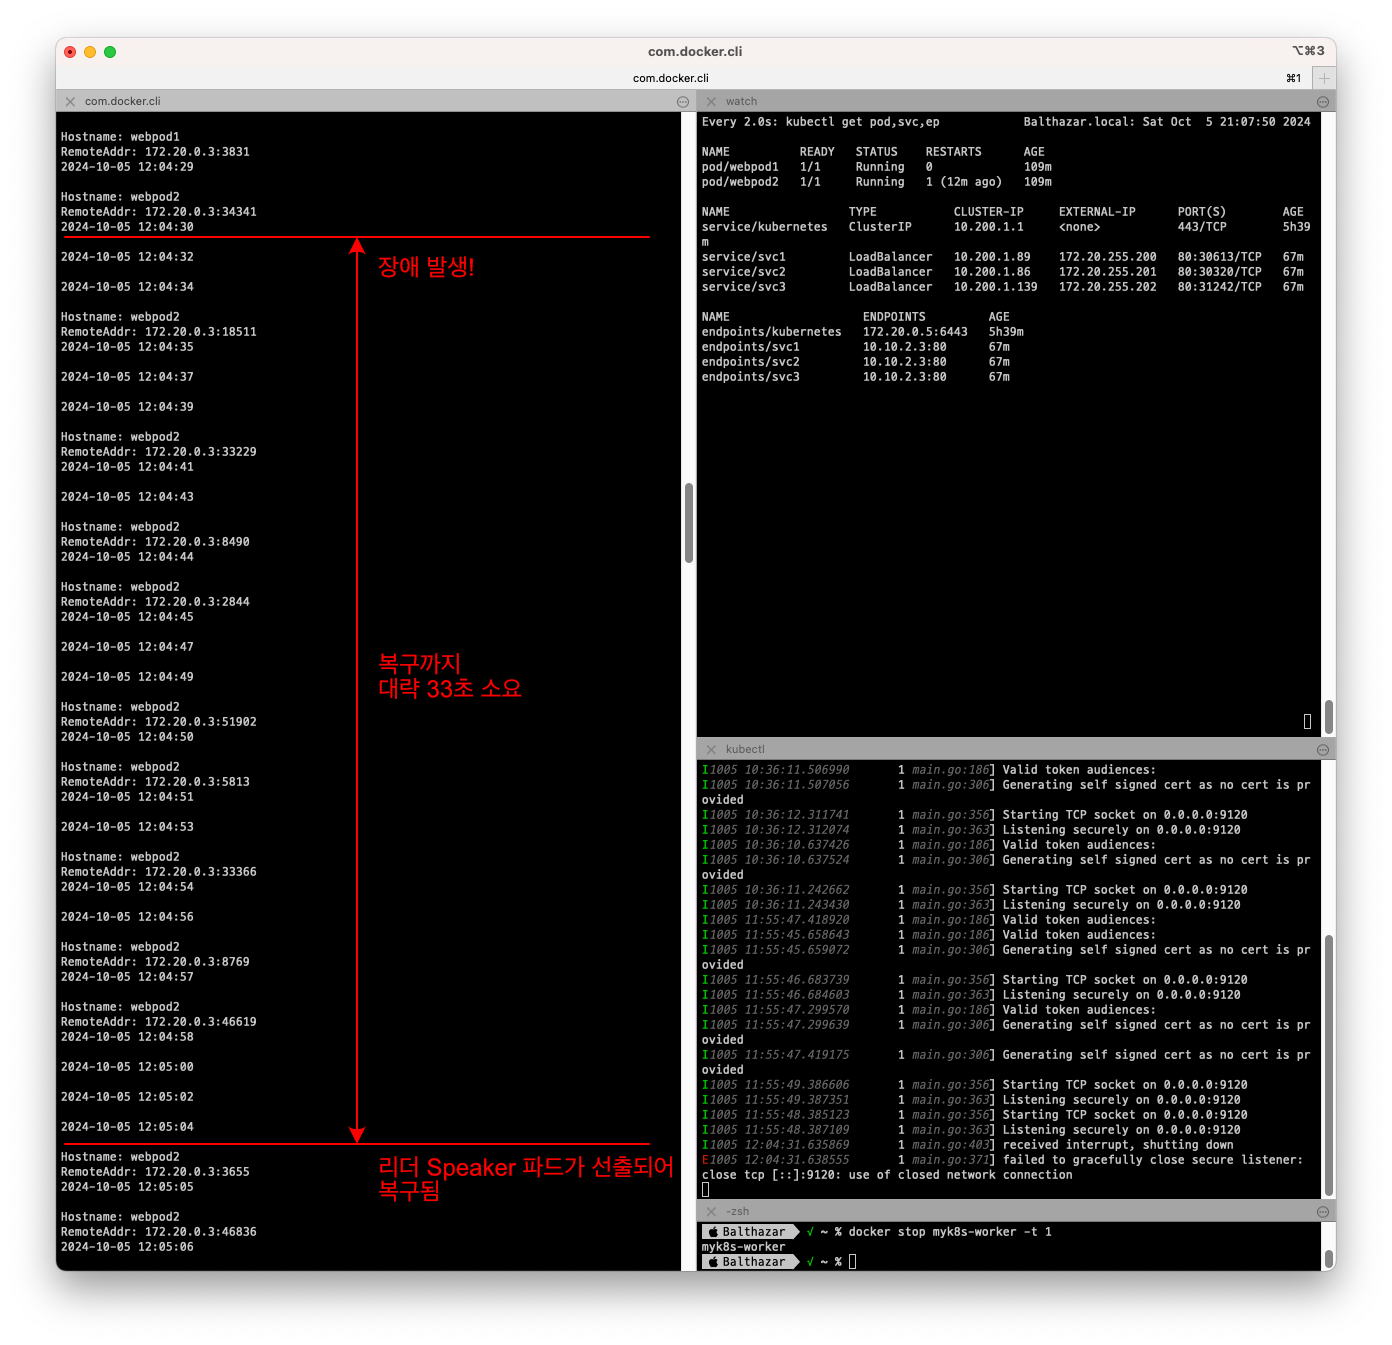 com.docker.cli
⌥⌘3
com.docker.cli
⌘1
com.docker.cli
Hostname: webpod1
RemoteAddr: 172.20.0.3:3831
2024-10-05 12:04:29
Hostname: webpod2
RemoteAddr: 172.20.0.3:34341
2024-10-05 12:04:30
장애 발생!
2024-10-05 12:04:32
2024-10-05 12:04:34
Hostname: webpod2
RemoteAddr: 172.20.0.3:18511
2024-10-05 12:04:35
2024-10-05 12:04:37
2024-10-05 12:04:39
Hostname: webpod2
RemoteAddr: 172.20.0.3:33229
2024-10-05 12:04:41
2024-10-05 12:04:43
Hostname: webpod2
RemoteAddr: 172.20.0.3:8490
2024-10-05 12:04:44
Hostname: webpod2
RemoteAddr: 172.20.0.3:2844
2024-10-05 12:04:45
2024-10-05 12:04:47
복구까지
대략 33초 소요
2024-10-05 12:04:49
Hostname: webpod2
RemoteAddr: 172.20.0.3:51902
2024-10-05 12:04:50
Hostname: webpod2
RemoteAddr: 172.20.0.3:5813
2024-10-05 12:04:51
2024-10-05 12:04:53
Hostname: webpod2
RemoteAddr: 172.20.0.3:33366
2024-10-05 12:04:54
2024-10-05 12:04:56
Hostname: webpod2
RemoteAddr: 172.20.0.3:8769
2024-10-05 12:04:57
Hostname: webpod2
RemoteAddr: 172.20.0.3:46619
2024-10-05 12:04:58
2024-10-05 12:05:00
2024-10-05 12:05:02
2024-10-05 12:05:04
Hostname: webpod2
RemoteAddr: 172.20.0.3:3655
2024-10-05 12:05:05
리더 Speaker 파드가 선출되어
복구됨
Hostname: webpod2
RemoteAddr: 172.20.0.3:46836
2024-10-05 12:05:06
watch
Every 2.0s: kubectl get pod,svc,ep Balthazar.local: Sat Oct 5 21:07:50 2024
NAME READY STATUS RESTARTS AGE
pod/webpod1 1/1 Running 0 109m
pod/webpod2 1/1 Running 1 (12m ago) 109m
NAME TYPE CLUSTER-IP EXTERNAL-IP PORT(S) AGE
service/kubernetes ClusterIP 10.200.1.1 <none> 443/TCP 5h39
m
service/svc1 LoadBalancer 10.200.1.89 172.20.255.200 80:30613/TCP 67m
service/svc2 LoadBalancer 10.200.1.86 172.20.255.201 80:30320/TCP 67m
service/svc3 LoadBalancer 10.200.1.139 172.20.255.202 80:31242/TCP 67m
NAME ENDPOINTS AGE
endpoints/kubernetes 172.20.0.5:6443 5h39m
endpoints/svc1 10.10.2.3:80 67m
endpoints/svc2 10.10.2.3:80 67m
endpoints/svc3 10.10.2.3:80 67m
kubectl
I1005 10:36:11.506990 1 main.go:186] Valid token audiences:
I1005 10:36:11.507056 1 main.go:306] Generating self signed cert as no cert is pr
ovided
I1005 10:36:12.311741 1 main.go:356] Starting TCP socket on 0.0.0.0:9120
I1005 10:36:12.312074 1 main.go:363] Listening securely on 0.0.0.0:9120
I1005 10:36:10.637426 1 main.go:186] Valid token audiences:
I1005 10:36:10.637524 1 main.go:306] Generating self signed cert as no cert is pr
ovided
I1005 10:36:11.242662 1 main.go:356] Starting TCP socket on 0.0.0.0:9120
I1005 10:36:11.243430 1 main.go:363] Listening securely on 0.0.0.0:9120
I1005 11:55:47.418920 1 main.go:186] Valid token audiences:
I1005 11:55:45.658643 1 main.go:186] Valid token audiences:
I1005 11:55:45.659072 1 main.go:306] Generating self signed cert as no cert is pr
ovided
I1005 11:55:46.683739 1 main.go:356] Starting TCP socket on 0.0.0.0:9120
I1005 11:55:46.684603 1 main.go:363] Listening securely on 0.0.0.0:9120
I1005 11:55:47.299570 1 main.go:186] Valid token audiences:
I1005 11:55:47.299639 1 main.go:306] Generating self signed cert as no cert is pr
ovided
I1005 11:55:47.419175 1 main.go:306] Generating self signed cert as no cert is pr
ovided
I1005 11:55:49.386606 1 main.go:356] Starting TCP socket on 0.0.0.0:9120
I1005 11:55:49.387351 1 main.go:363] Listening securely on 0.0.0.0:9120
I1005 11:55:48.385123 1 main.go:356] Starting TCP socket on 0.0.0.0:9120
I1005 11:55:48.387109 1 main.go:363] Listening securely on 0.0.0.0:9120
I1005 12:04:31.635869 1 main.go:403] received interrupt, shutting down
E1005 12:04:31.638555 1 main.go:371] failed to gracefully close secure listener:
close tcp [::]:9120: use of closed network connection
-zsh
Balthazar √ ~ % docker stop myk8s-worker -t 1
myk8s-worker
Balthazar √ ~ %